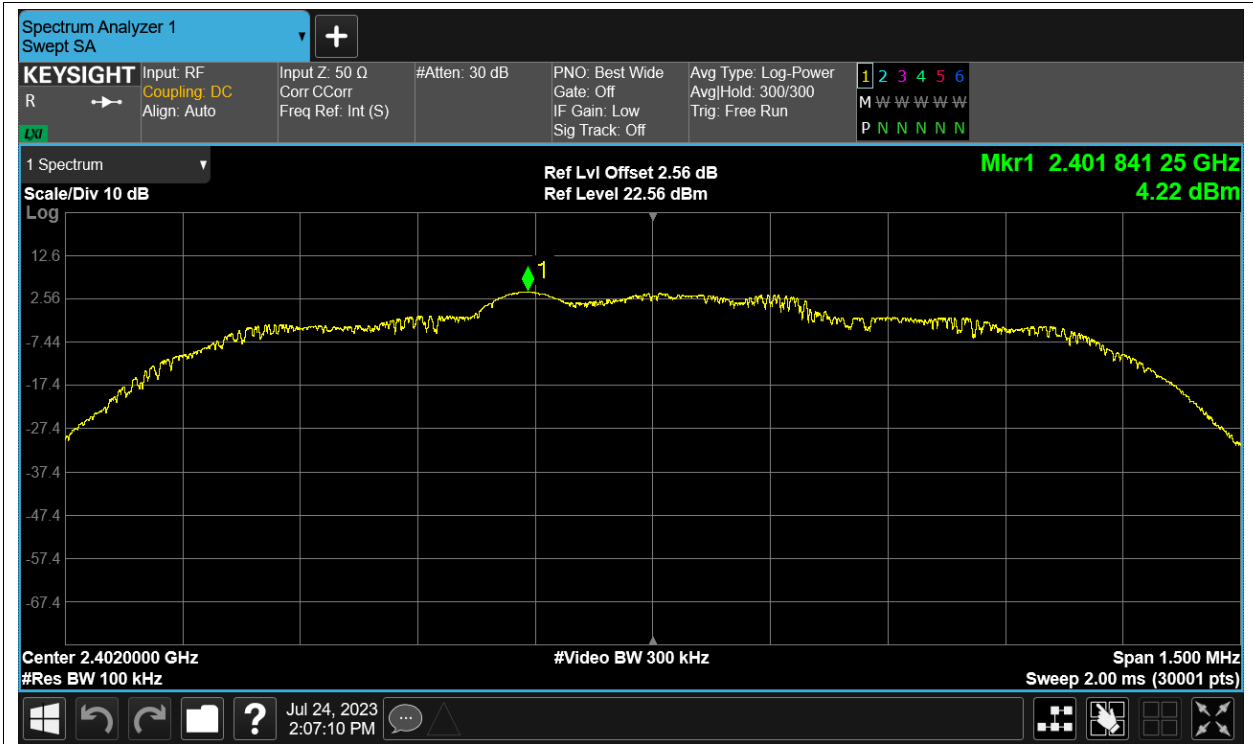 Spectrum Analyzer 1
Swept SA
KEYSIGHT
R
LXI
Input: RF
Coupling: DC
Align: Auto
Input Z: 50 Ω
Corr CCorr
Freq Ref: Int (S)
#Atten: 30 dB
PNO: Best Wide
Gate: Off
IF Gain: Low
Sig Track: Off
Avg Type: Log-Power
Avg|Hold: 300/300
Trig: Free Run
1 2 3 4 5 6
M W W W W W
P N N N N N
1 Spectrum
Scale/Div 10 dB
Log
Ref Lvl Offset 2.56 dB
Ref Level 22.56 dBm
Mkr1 2.401 841 25 GHz
4.22 dBm
1
12.6
2.56
-7.44
-17.4
-27.4
-37.4
-47.4
-57.4
-67.4
Center 2.4020000 GHz
#Video BW 300 kHz
Span 1.500 MHz
#Res BW 100 kHz
Sweep 2.00 ms (30001 pts)
?
Jul 24, 2023
2:07:10 PM